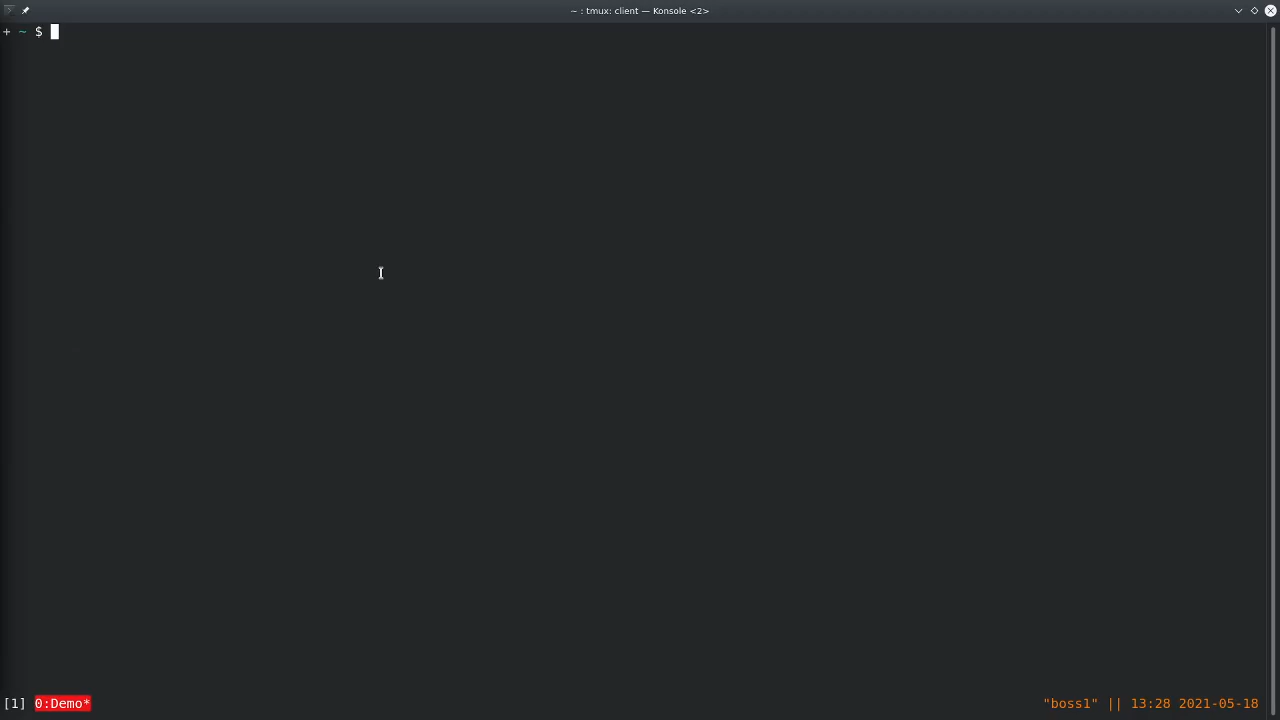 ~ : tmux: client — Konsole <2>
+ ~ $
[1] 0:Demo* "boss1" || 13:28 2021-05-18